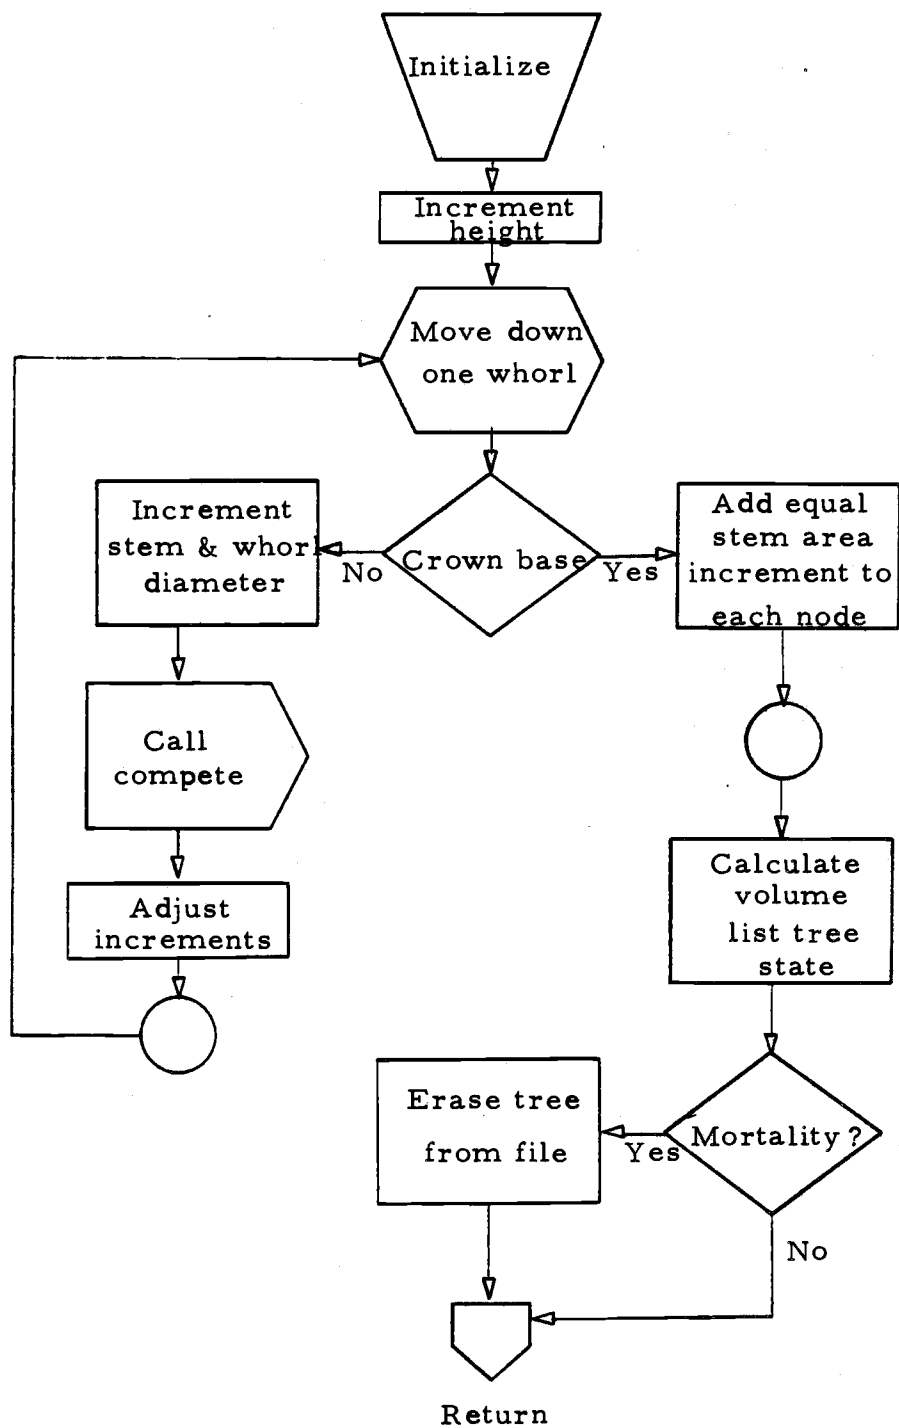 Initialize
Increment
height
Move down
one whorl
Crown base
No
Yes
Increment
stem & whorl
diameter
Call
compete
Adjust
increments
Add equal
stem area
increment to
each node
Calculate
volume
list tree
state
Mortality?
Yes
No
Erase tree
from file
Return